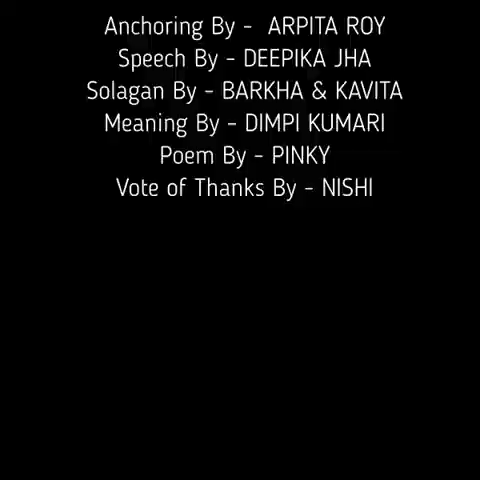 Anchoring By - ARPITA ROY
Speech By - DEEPIKA JHA
Solagan By - BARKHA & KAVITA
Meaning By - DIMPI KUMARI
Poem By - PINKY
Vote of Thanks By - NISHI